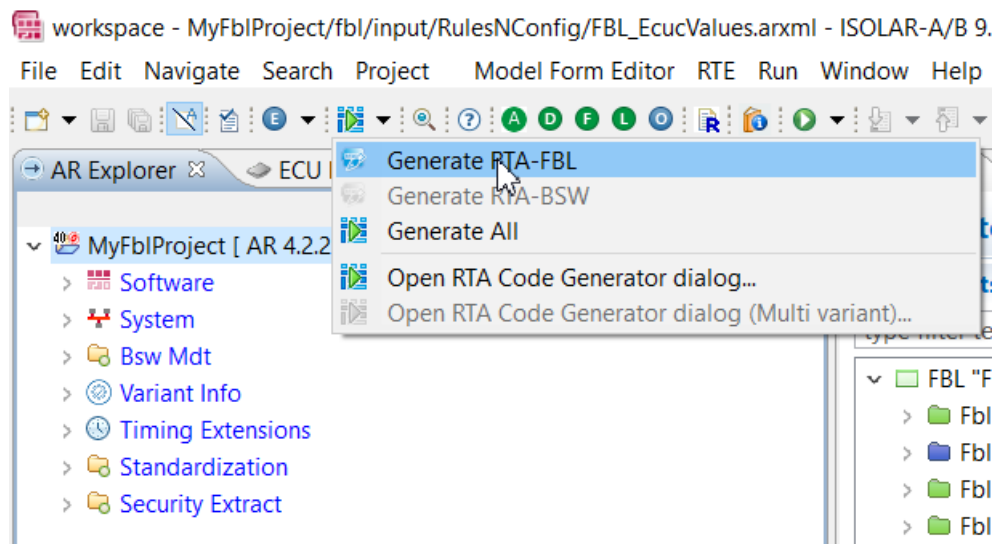 workspace - MyFblProject/fbl/input/RulesNConfig/FBL_EcucValues.arxml - ISOLAR-A/B 9.
File Edit Navigate Search Project Model Form Editor RTE Run Window Help
E ? A D F L O R
AR Explorer ECU
Generate RTA-FBL
Generate RTA-BSW
Generate All
Open RTA Code Generator dialog...
Open RTA Code Generator dialog (Multi variant)...
MyFblProject [ AR 4.2.2
Software
System
Bsw Mdt
Variant Info
Timing Extensions
Standardization
Security Extract
FBL "F
Fbl
Fbl
Fbl
Fbl